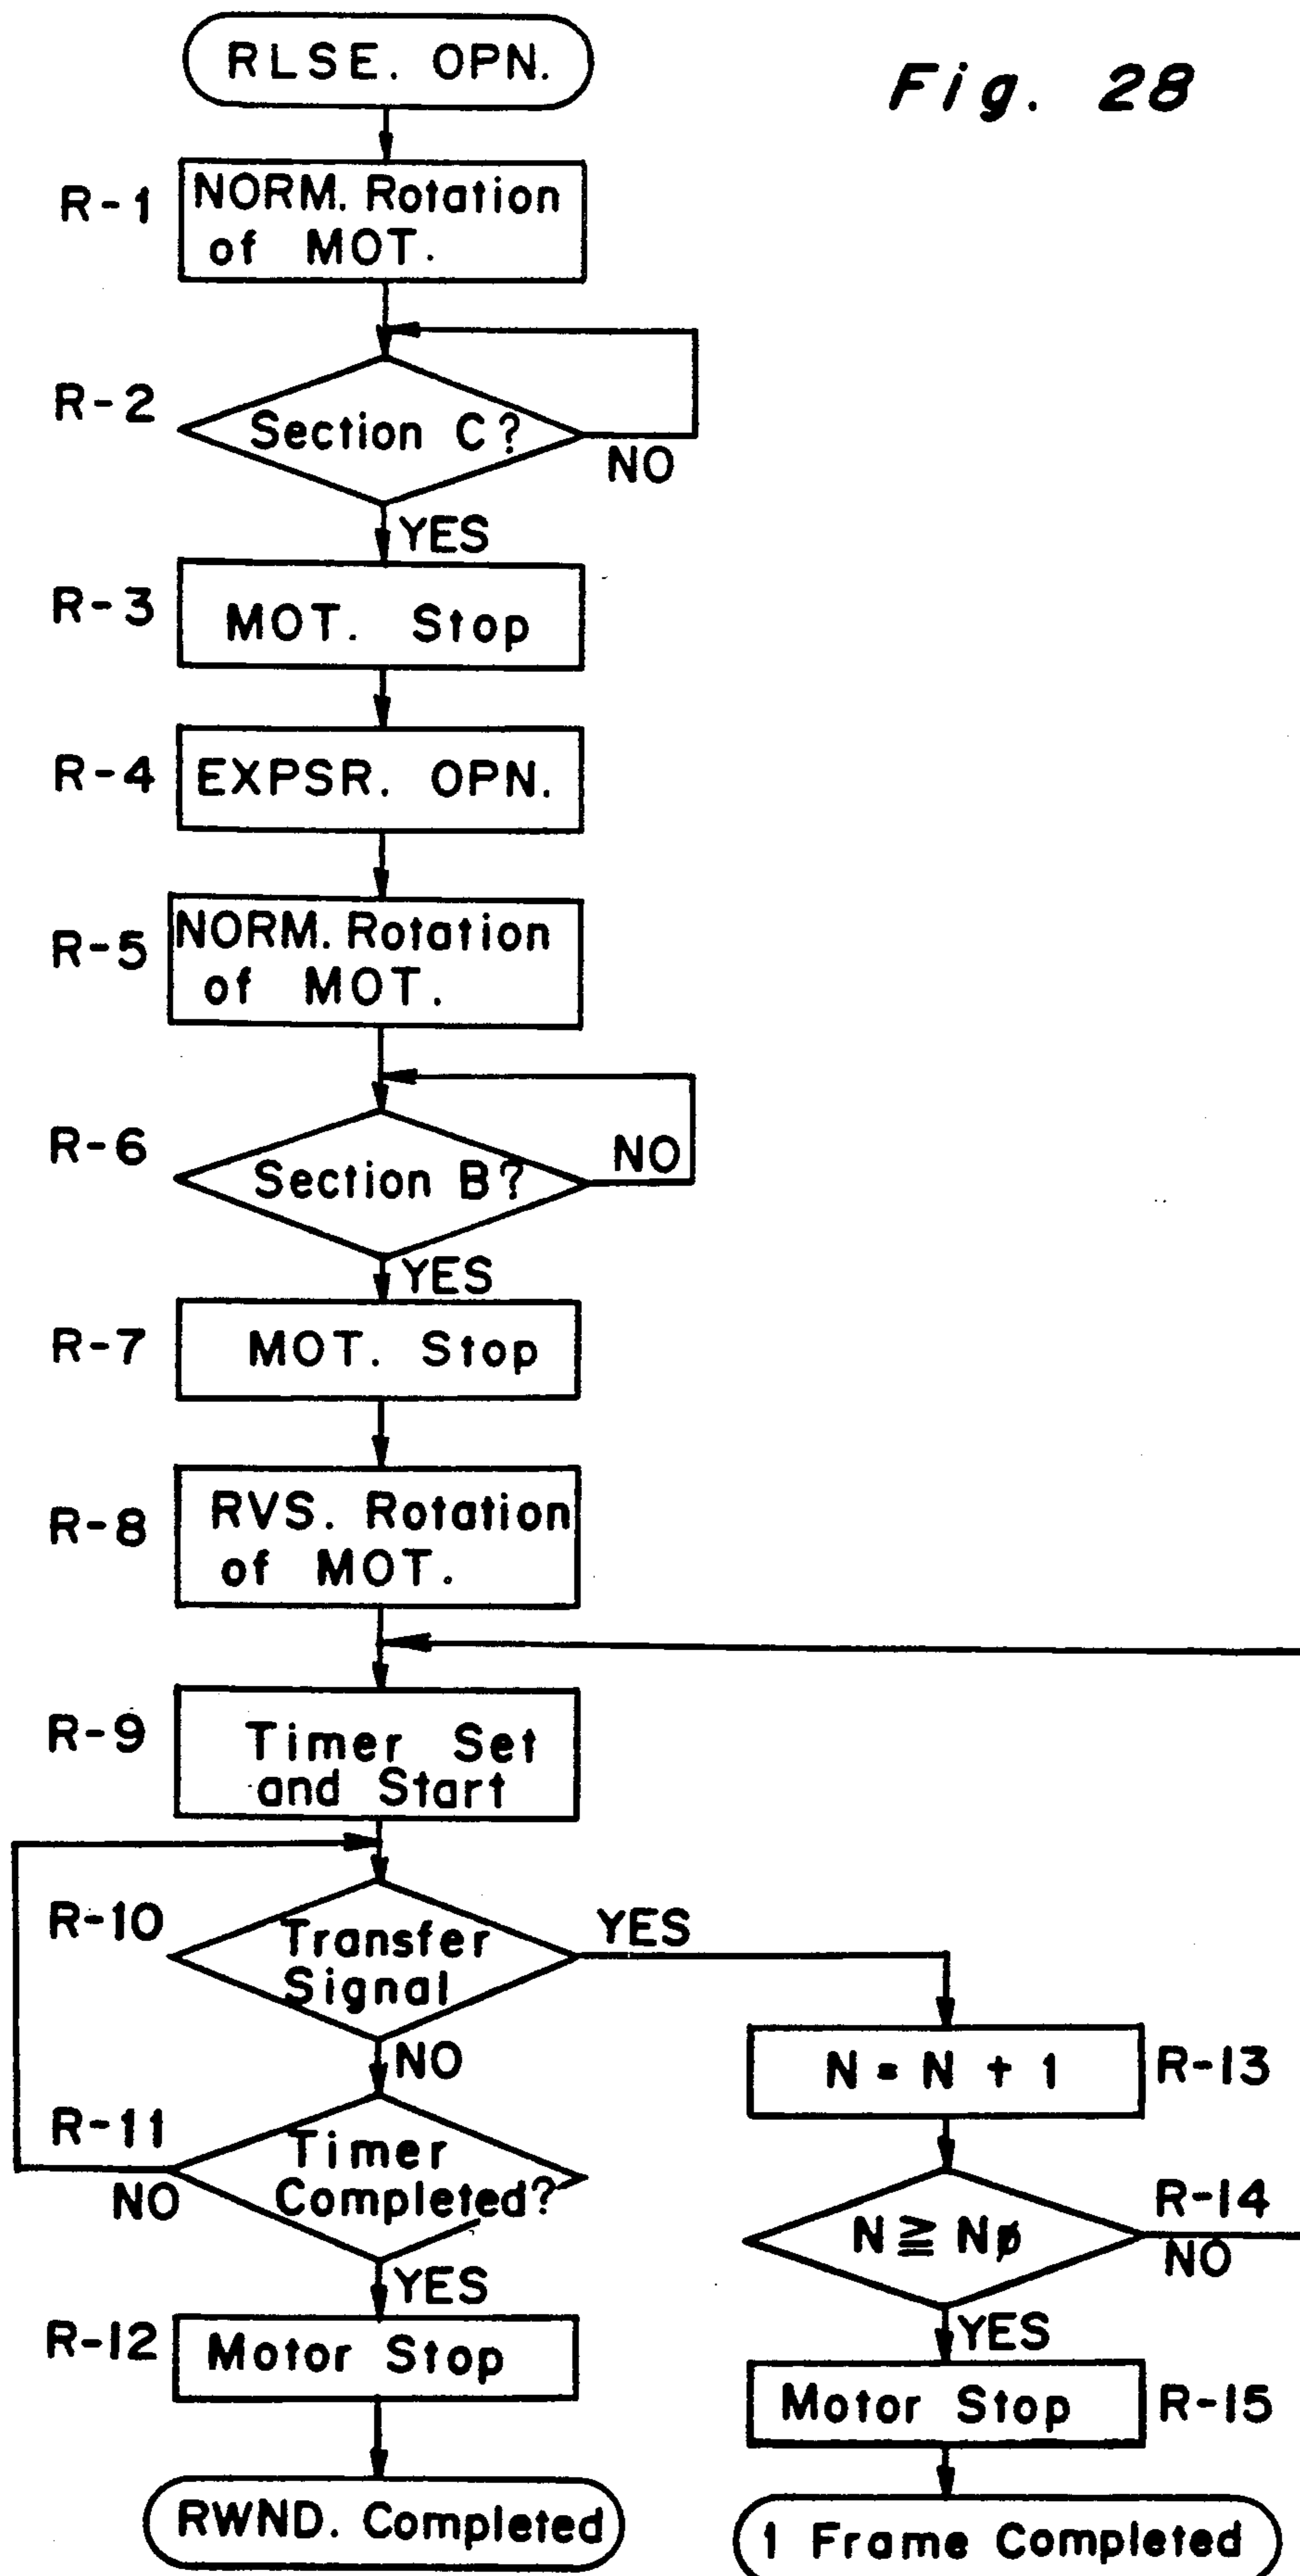 RLSE. OPN.
Fig. 28
R-1
NORM. Rotation
of MOT.
R-2
Section C?
NO
YES
R-3
MOT. Stop
R-4
EXPSR. OPN.
R-5
NORM. Rotation
of MOT.
R-6
Section B?
NO
YES
R-7
MOT. Stop
R-8
RVS. Rotation
of MOT.
R-9
Timer Set
and Start
R-10
Transfer
Signal
YES
NO
R-11
Timer
Completed?
NO
YES
R-12
Motor Stop
RWND. Completed
N = N + 1
R-13
R-14
N ≧ Nø
NO
YES
Motor Stop
R-15
1 Frame Completed